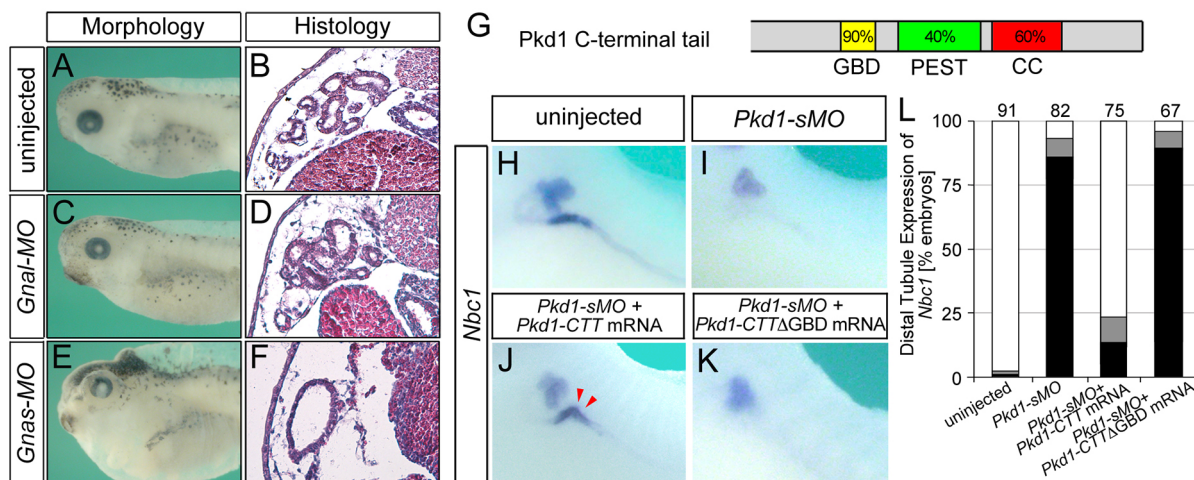 Morphology
Histology
uninjected
A
B
Gnal-MO
C
D
Gnas-MO
E
F
G
Pkd1 C-terminal tail
90%
40%
60%
GBD
PEST
CC
uninjected
Pkd1-sMO
Nbc1
H
I
Pkd1-sMO +
Pkd1-CTT mRNA
Pkd1-sMO +
Pkd1-CTTΔGBD mRNA
J
K
L
91
82
75
67
Distal Tubule Expression of
Nbc1 [% embryos]
100
75
50
25
0
uninjected
Pkd1-sMO
Pkd1-sMO+
Pkd1-CTT mRNA
Pkd1-sMO+
Pkd1-CTTΔGBD mRNA